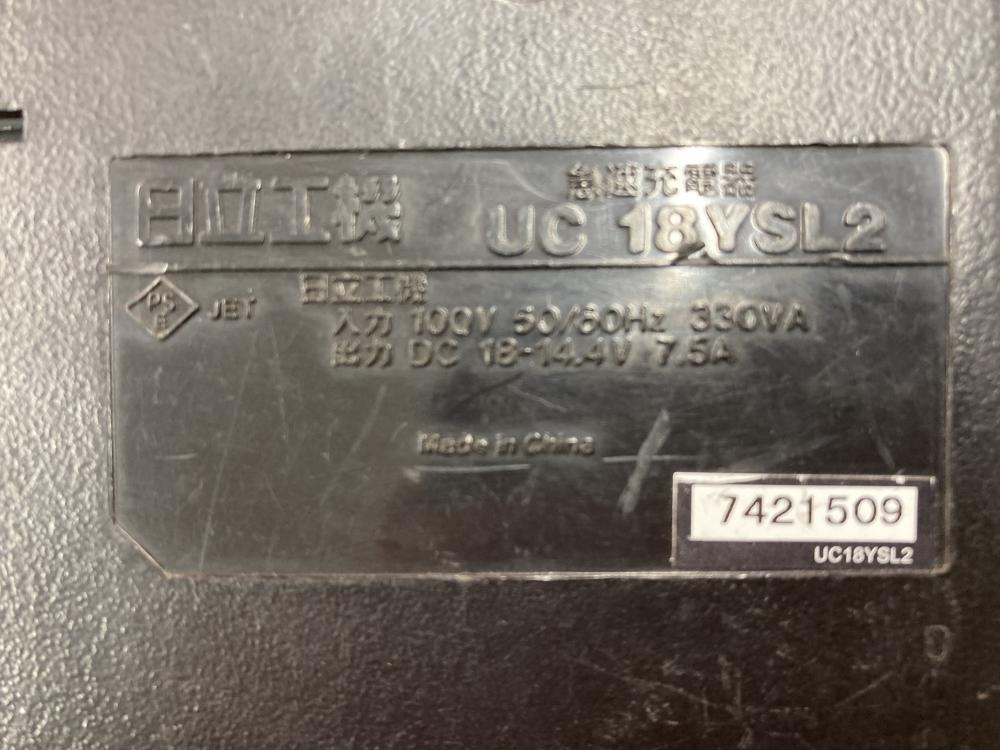 日立工機
急速充電器
UC 18YSL2
PS
E
JET
日立工機
入力 100V 50/60Hz 330VA
出力 DC 18-14.4V 7.5A
Made in China
7421509
UC18YSL2